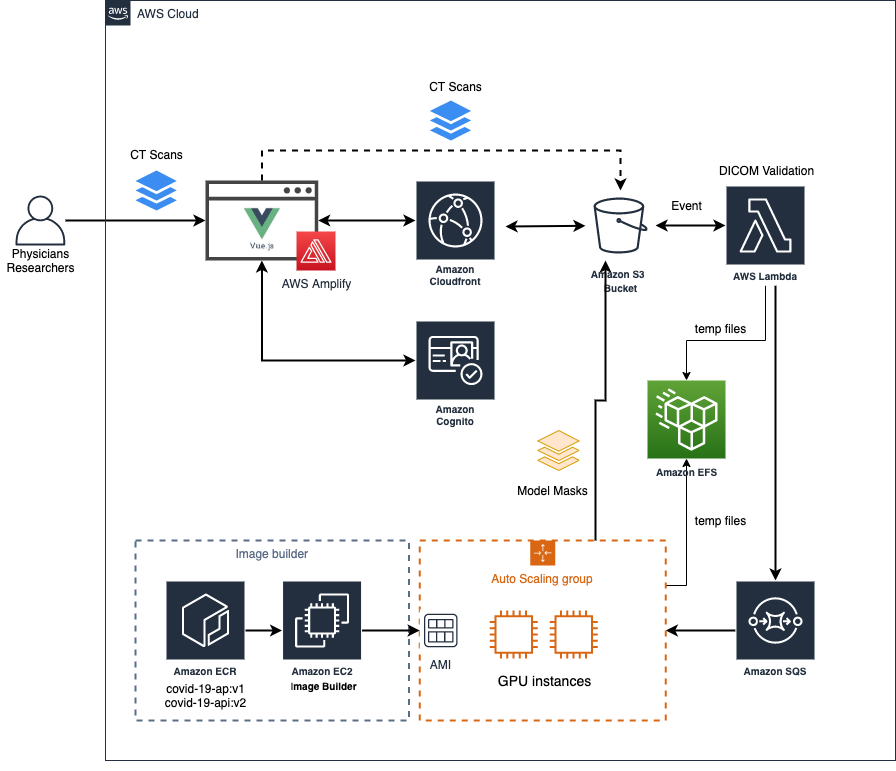 aws
AWS Cloud
CT Scans
CT Scans
DICOM Validation
Event
Vue.js
Physicians
Researchers
AWS Amplify
Amazon
Cloudfront
Amazon S3
Bucket
AWS Lambda
temp files
Amazon
Cognito
Amazon EFS
Model Masks
temp files
Image builder
Auto Scaling group
Amazon ECR
covid-19-ap:v1
covid-19-api:v2
Amazon EC2
Image Builder
AMI
GPU instances
Amazon SQS